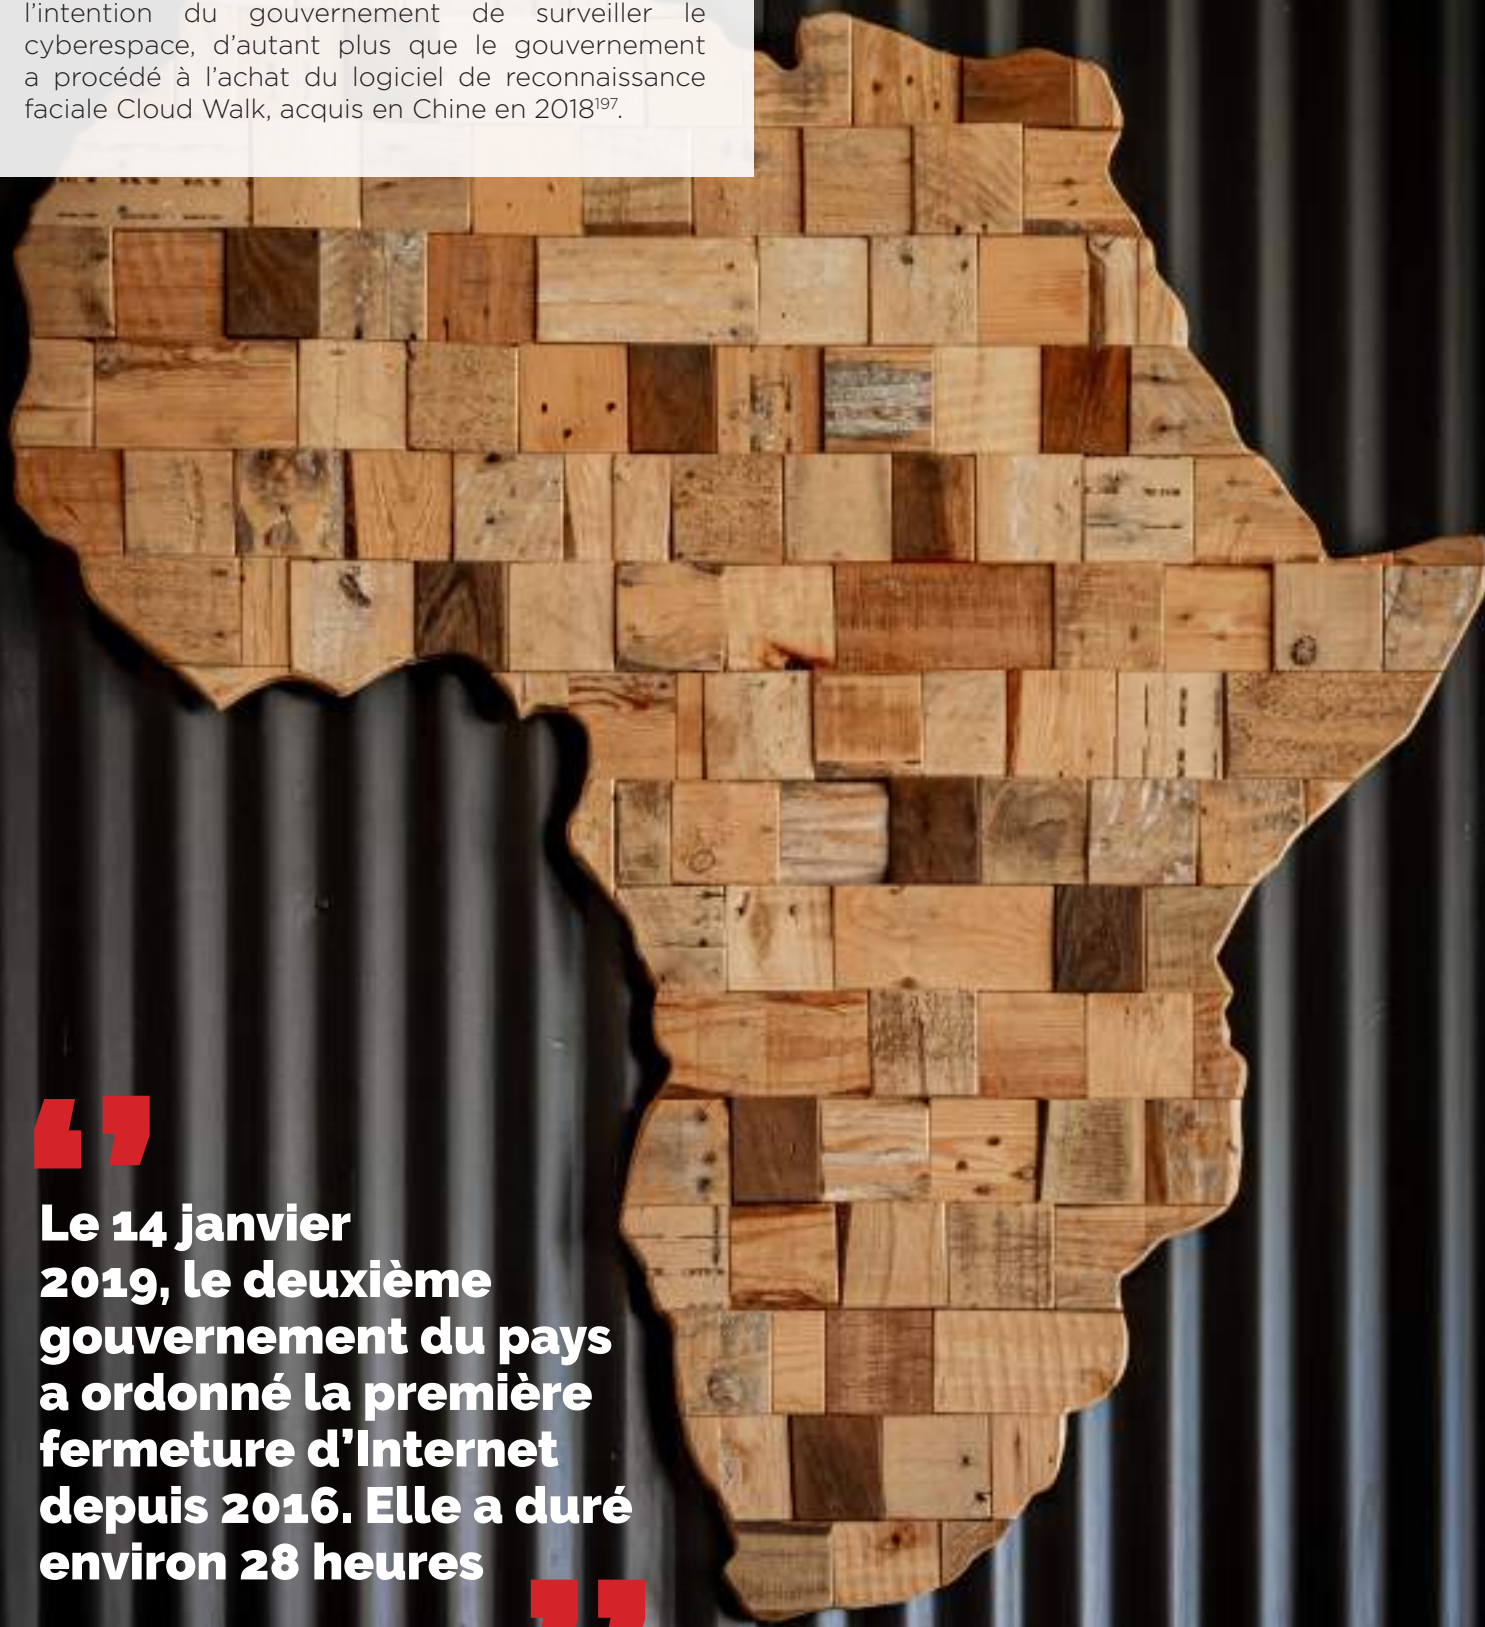 l’intention du gouvernement de surveiller le
cyberespace, d’autant plus que le gouvernement
a procédé à l’achat du logiciel de reconnaissance
faciale Cloud Walk, acquis en Chine en 2018¹⁹⁷.
Le 14 janvier
2019, le deuxième
gouvernement du pays
a ordonné la première
fermeture d’Internet
depuis 2016. Elle a duré
environ 28 heures